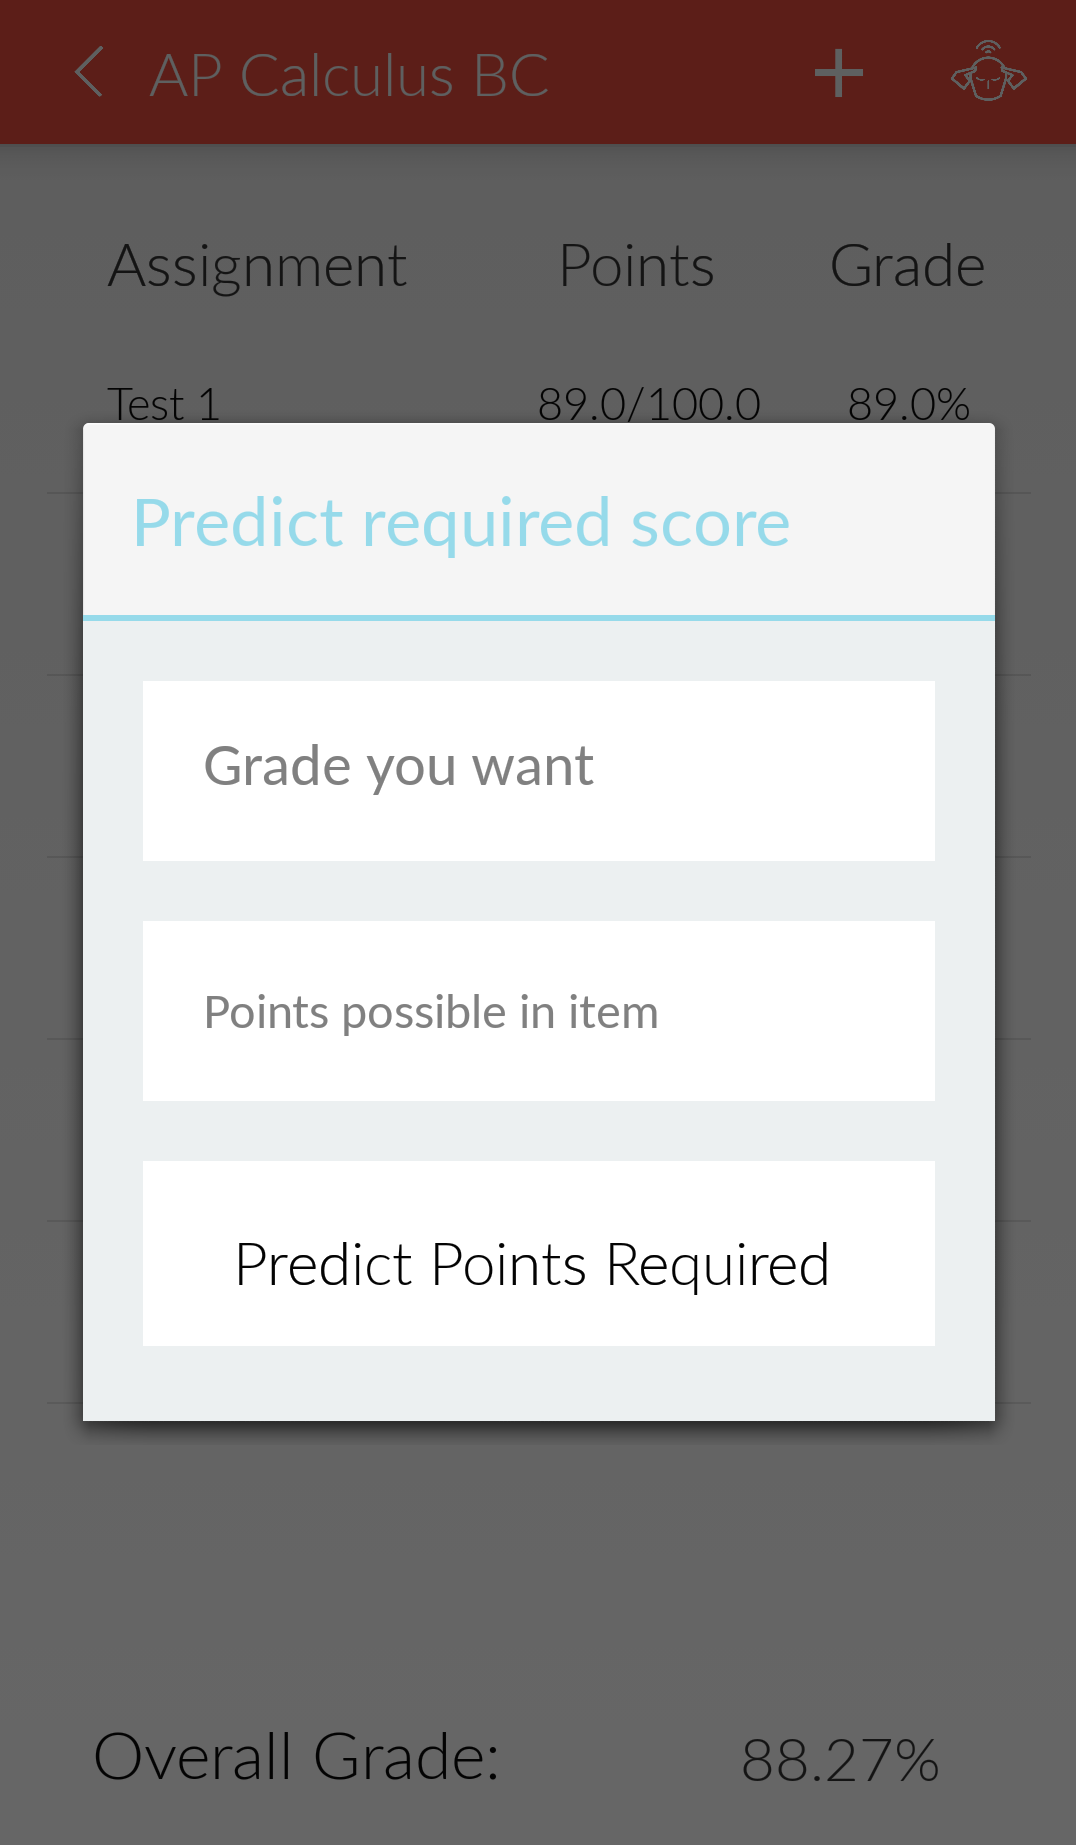 AP Calculus BC
Assignment Points Grade
Test 1 89.0/100.0 89.0%
Predict required score
Grade you want
Points possible in item
Predict Points Required
Overall Grade: 88.27%